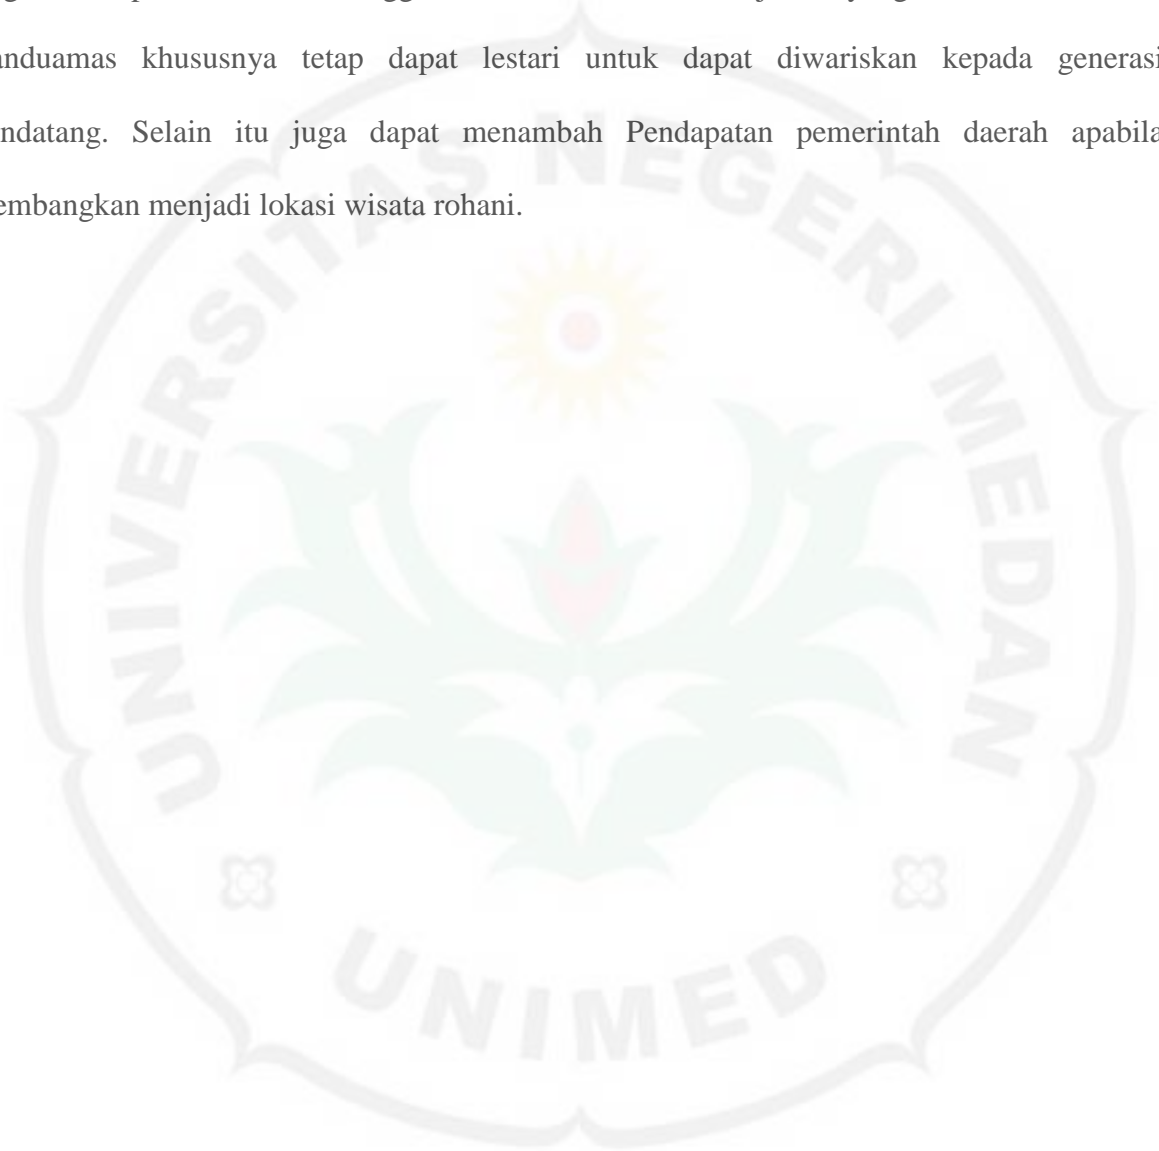 anduamas khususnya tetap dapat lestari untuk dapat diwariskan kepada generasi
ndatang. Selain itu juga dapat menambah Pendapatan pemerintah daerah apabila
embangkan menjadi lokasi wisata rohani.
UNIVERSITAS NEGERI MEDAN
UNIMED